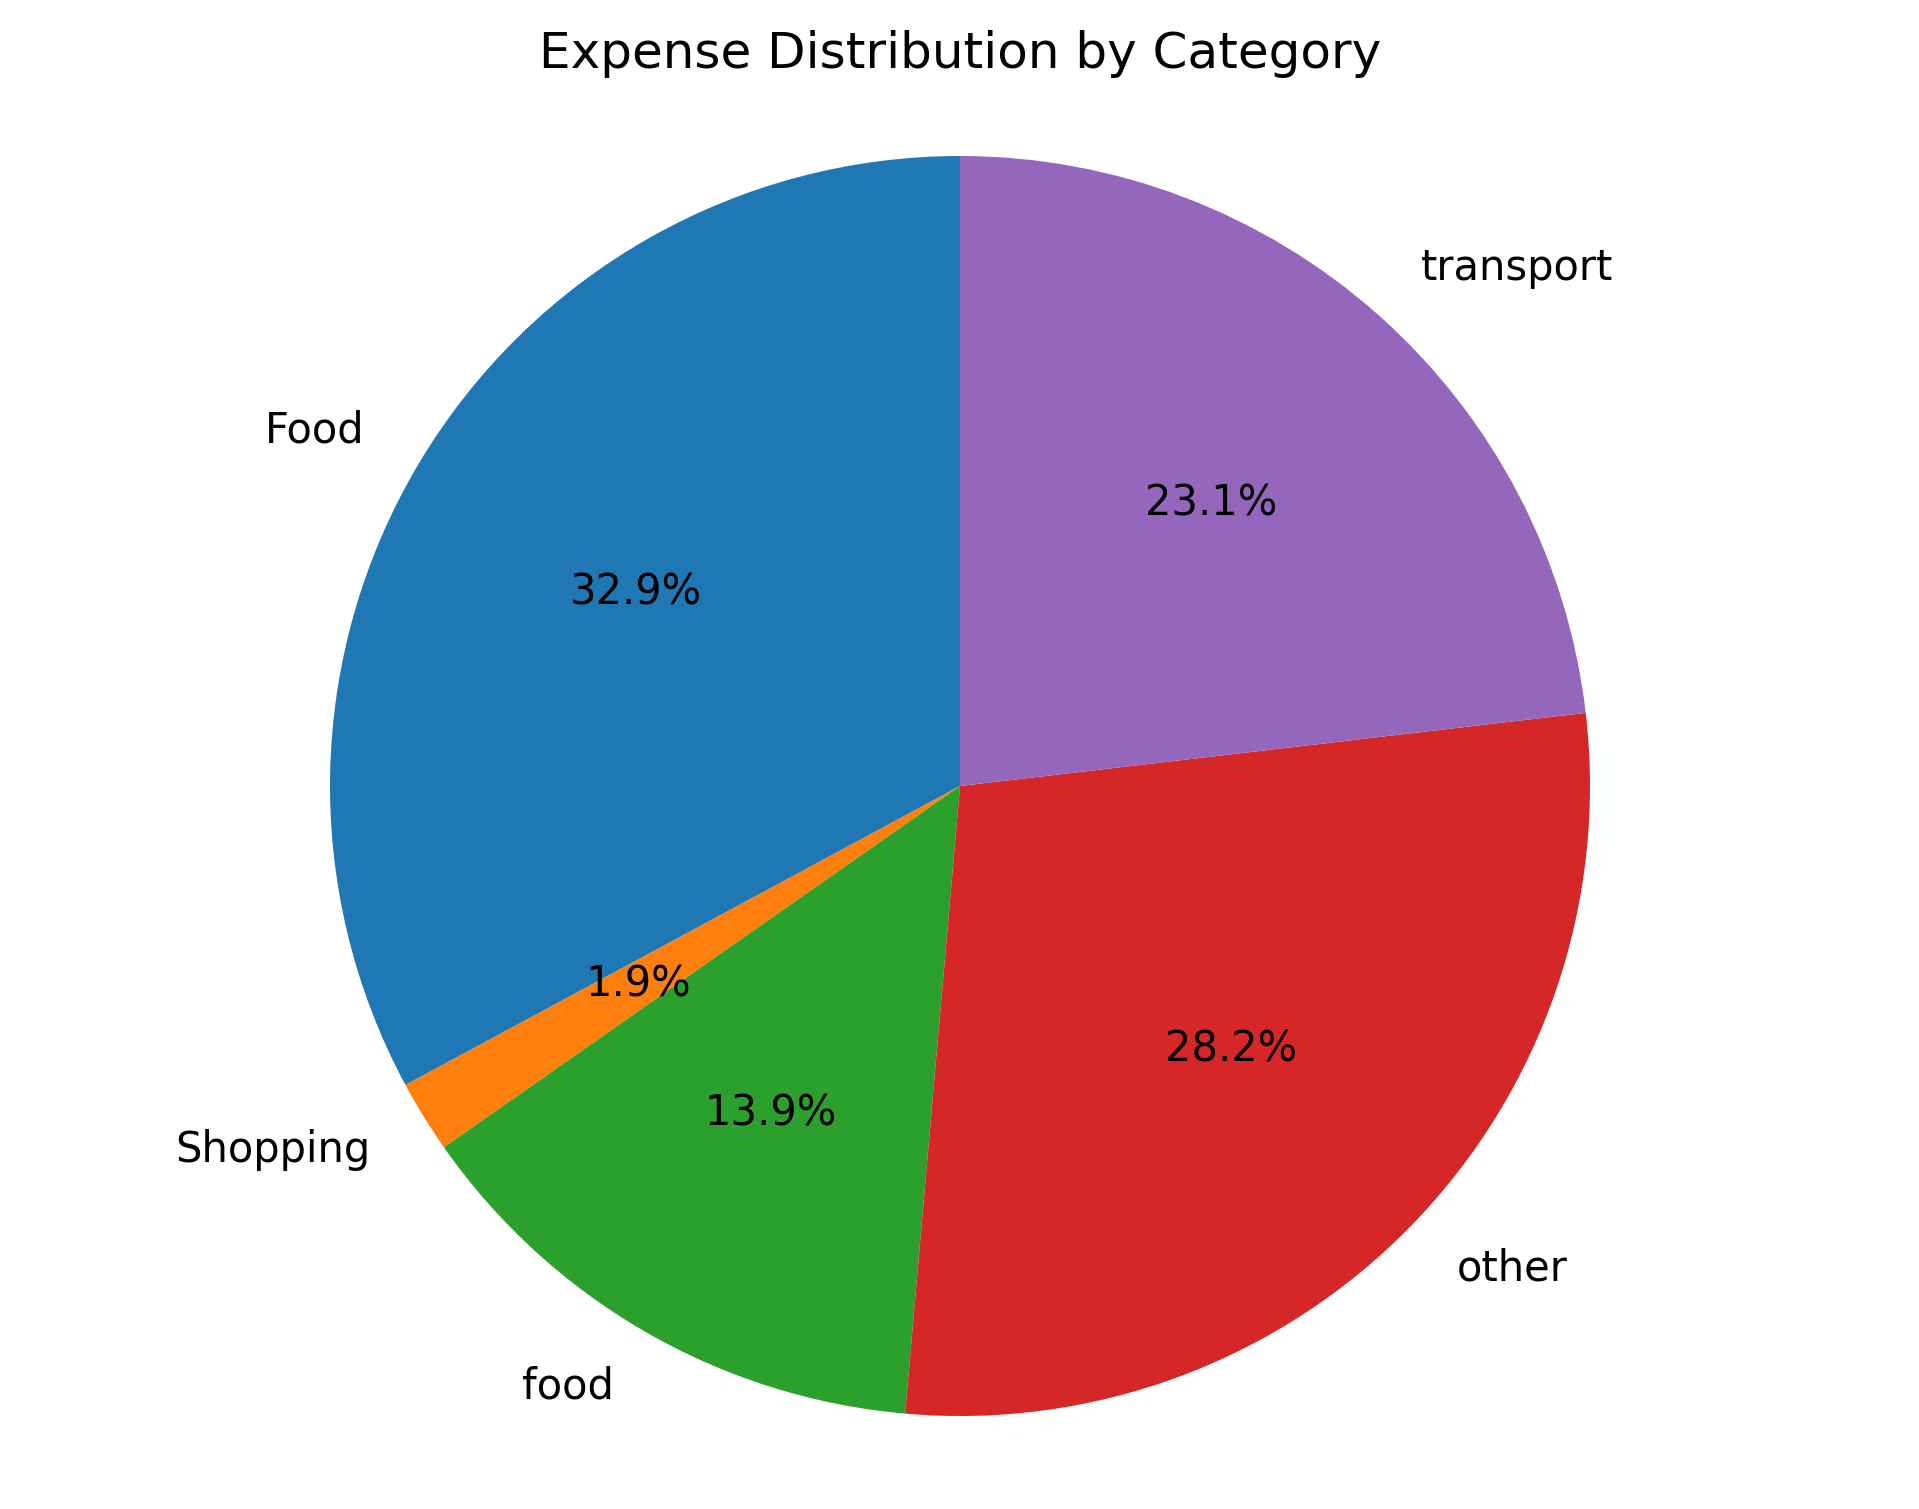 Expense Distribution by Category
transport
23.1%
Food
32.9%
1.9%
Shopping
13.9%
food
28.2%
other